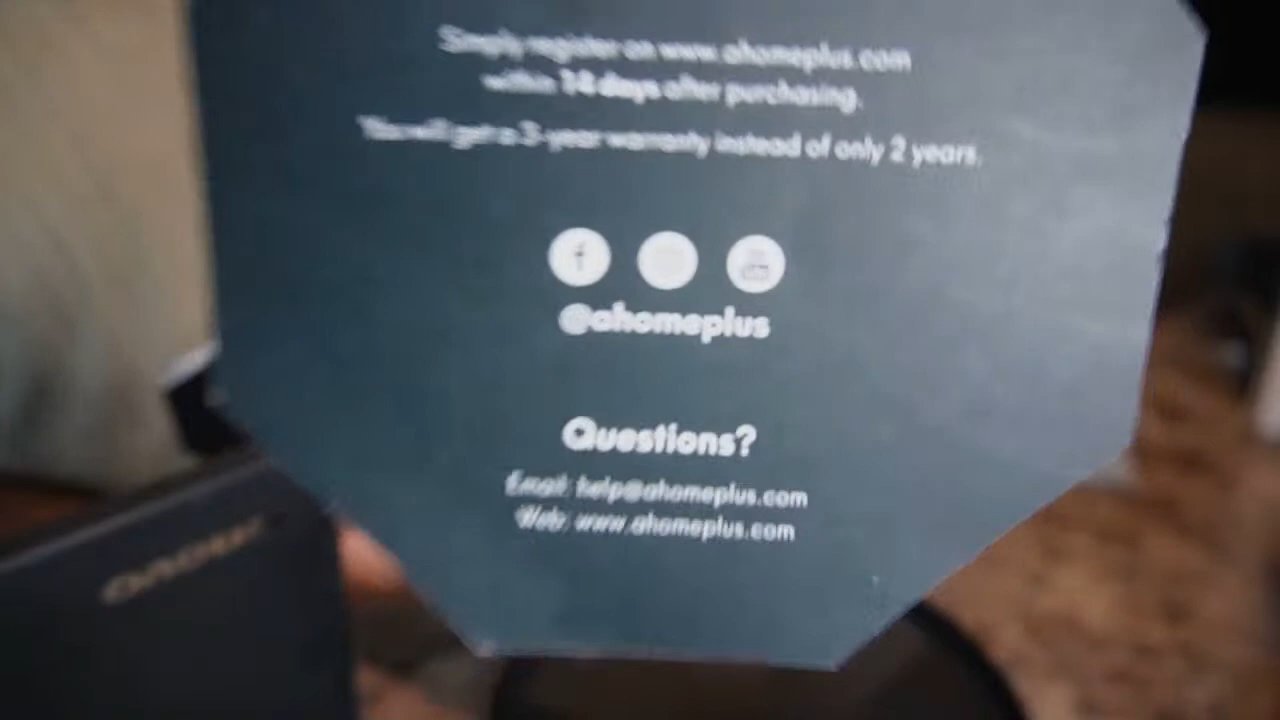 Simply register on www.ahomeplus.com
within 14 days after purchasing.
You will get a 3-year warranty instead of only 2 years.
f
@ahomeplus
Questions?
Email: help@ahomeplus.com
Web: www.ahomeplus.com